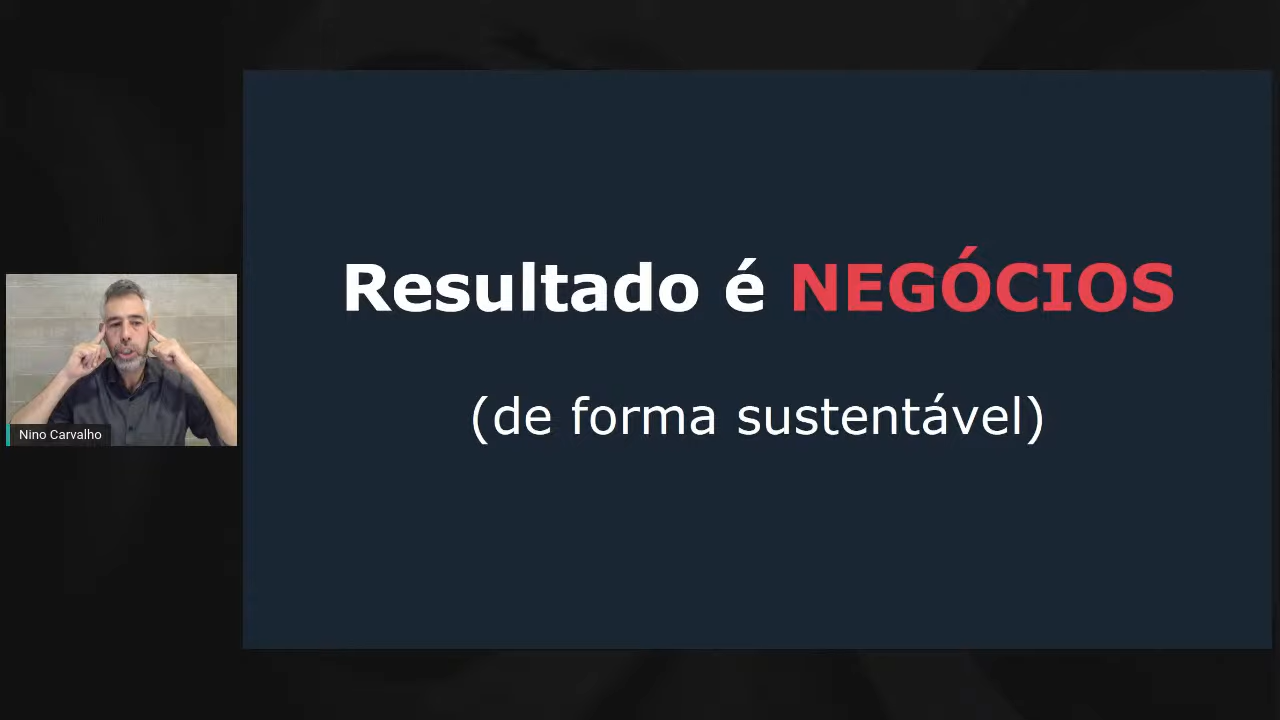 Resultado é NEGÓCIOS
(de forma sustentável)
Nino Carvalho